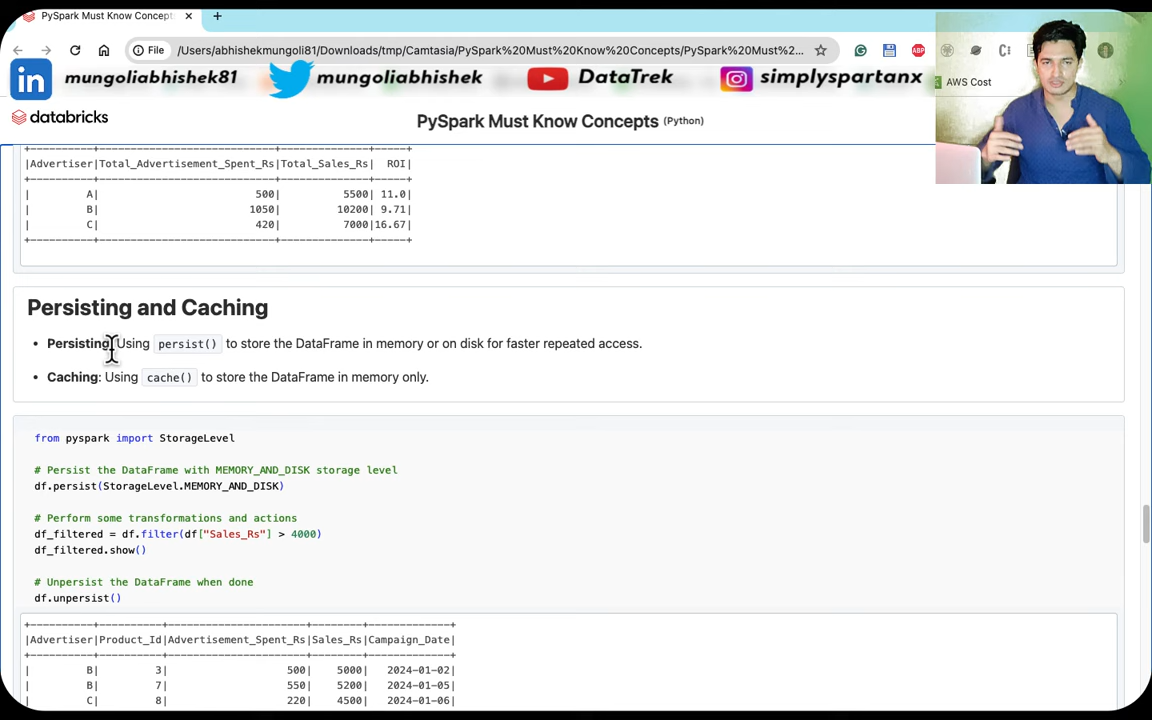 PySpark Must Know Concept
File
/Users/abhishekmungoli81/Downloads/tmp/Camtasia/PySpark%20Must%20Know%20Concepts/PySpark%20Must%2...
in mungoliabhishek81 mungoliabhishek DataTrek simplyspartanx
AWS Cost
databricks
PySpark Must Know Concepts (Python)
+----------+--------------------------+--------------+-----+
|Advertiser|Total_Advertisement_Spent_Rs|Total_Sales_Rs| ROI|
+----------+----------------------------+--------------+-----+
| A| 500| 5500| 11.0|
| B| 1050| 10200| 9.71|
| C| 420| 7000|16.67|
+----------+----------------------------+--------------+-----+
Persisting and Caching
• Persisting: Using persist() to store the DataFrame in memory or on disk for faster repeated access.
• Caching: Using cache() to store the DataFrame in memory only.
from pyspark import StorageLevel
# Persist the DataFrame with MEMORY_AND_DISK storage level
df.persist(StorageLevel.MEMORY_AND_DISK)
# Perform some transformations and actions
df_filtered = df.filter(df["Sales_Rs"] > 4000)
df_filtered.show()
# Unpersist the DataFrame when done
df.unpersist()
+----------+----------+----------------------+--------+-------------+
|Advertiser|Product_Id|Advertisement_Spent_Rs|Sales_Rs|Campaign_Date|
+----------+----------+----------------------+--------+-------------+
| B| 3| 500| 5000| 2024-01-02|
| B| 7| 550| 5200| 2024-01-05|
| C| 8| 220| 4500| 2024-01-06|